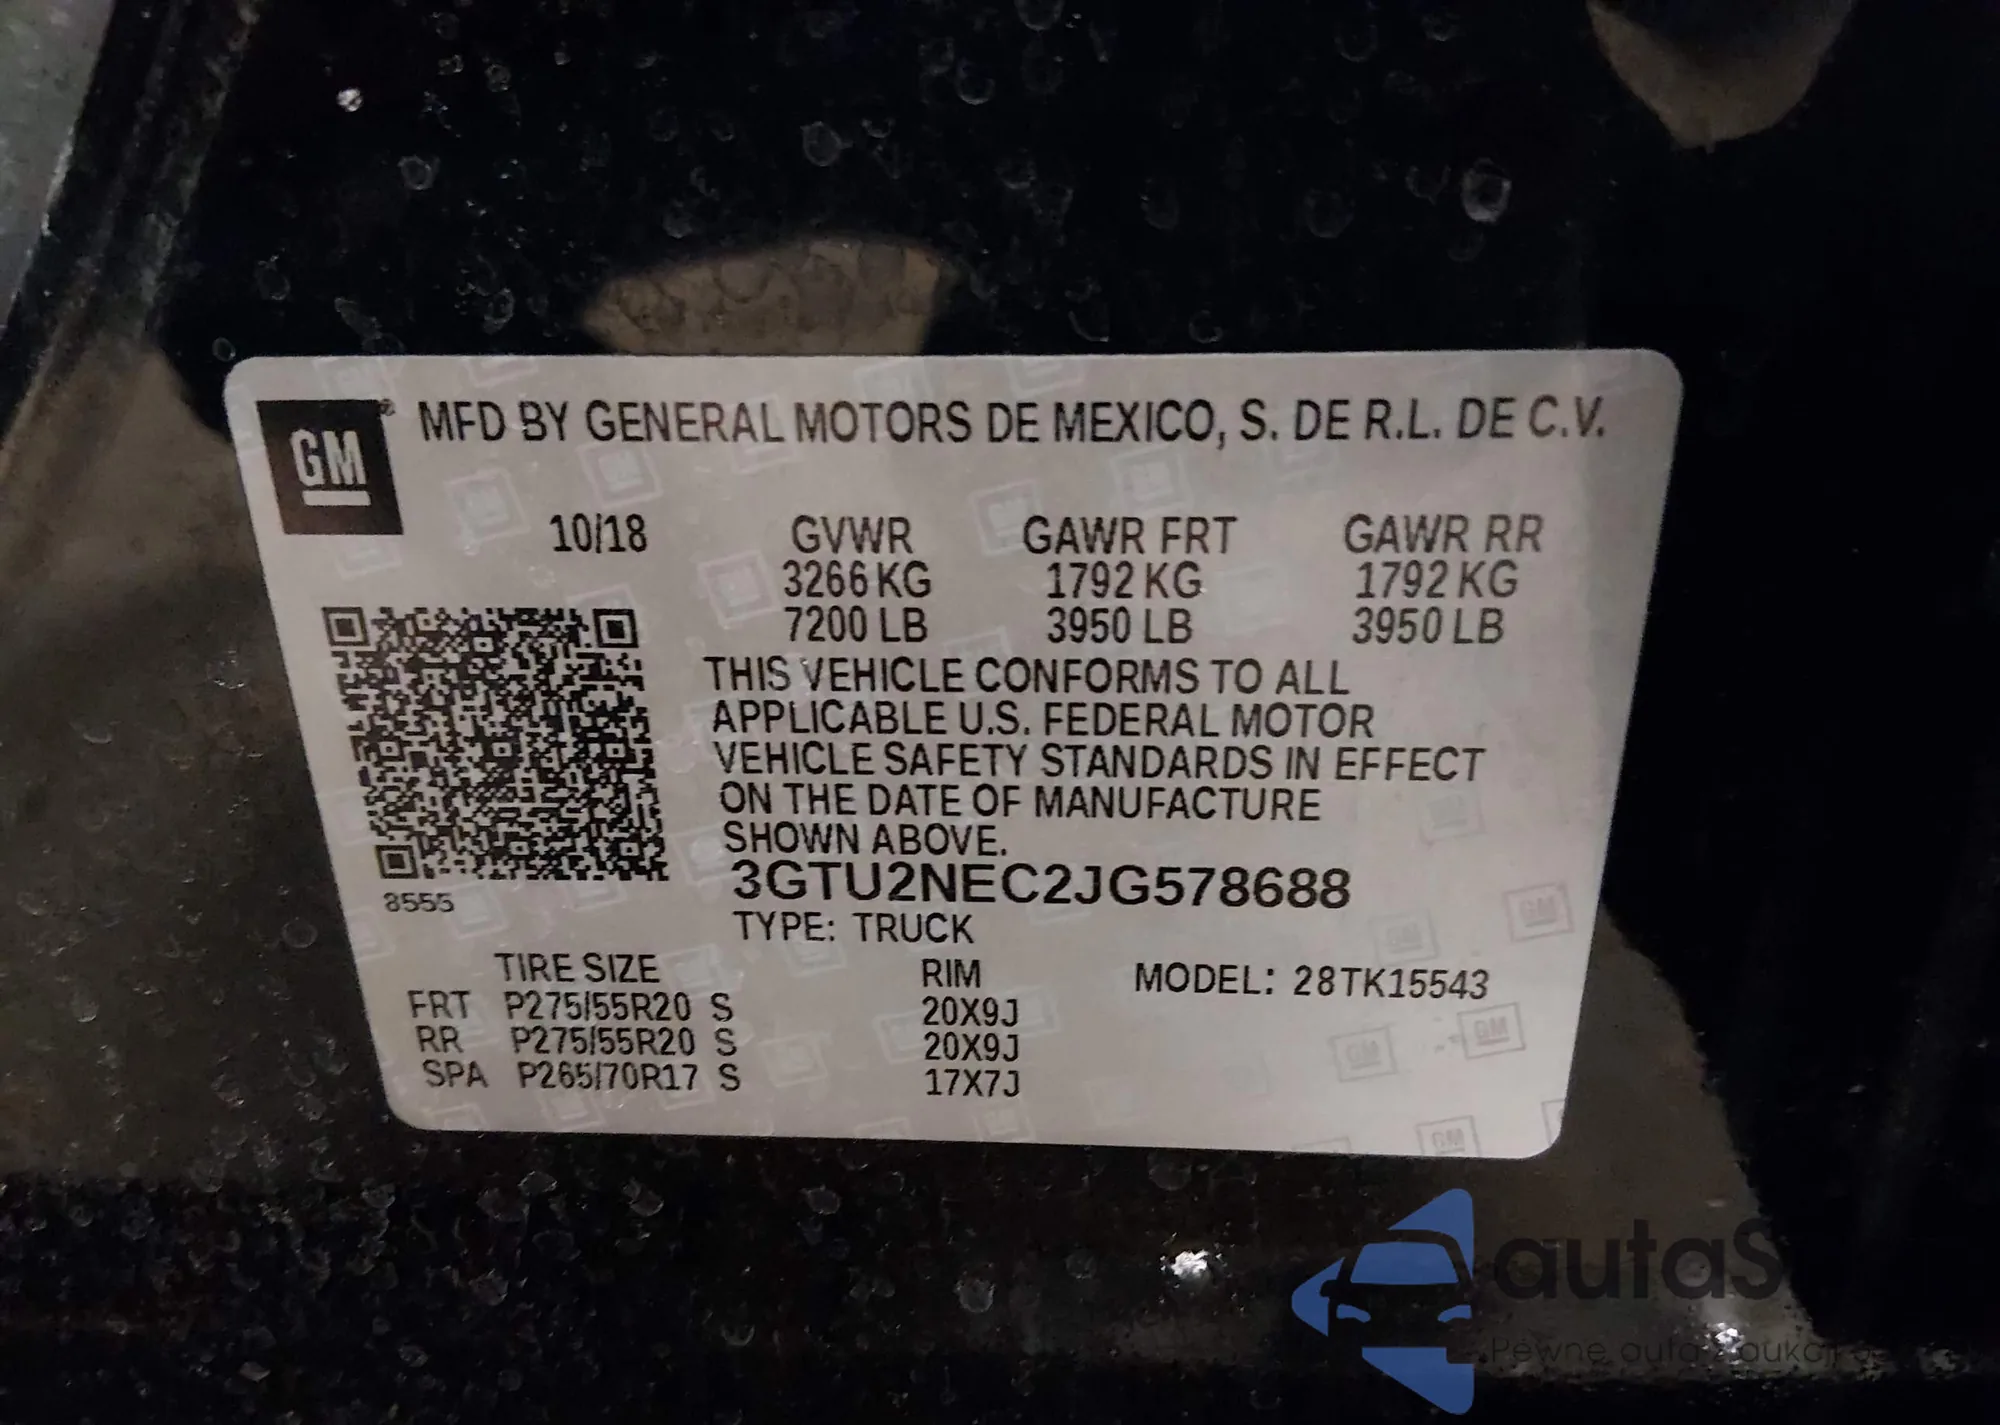 GM ® MFD BY GENERAL MOTORS DE MEXICO, S. DE R.L. DE C.V.
10/18 GVWR GAWR FRT GAWR RR
3266 KG 1792 KG 1792 KG
7200 LB 3950 LB 3950 LB
THIS VEHICLE CONFORMS TO ALL
APPLICABLE U.S. FEDERAL MOTOR
VEHICLE SAFETY STANDARDS IN EFFECT
ON THE DATE OF MANUFACTURE
SHOWN ABOVE.
3GTU2NEC2JG578688
8555
TYPE: TRUCK
TIRE SIZE RIM MODEL: 28TK15543
FRT P275/55R20 S 20X9J
RR P275/55R20 S 20X9J
SPA P265/70R17 S 17X7J
autaS
Pewne auta z aukcji